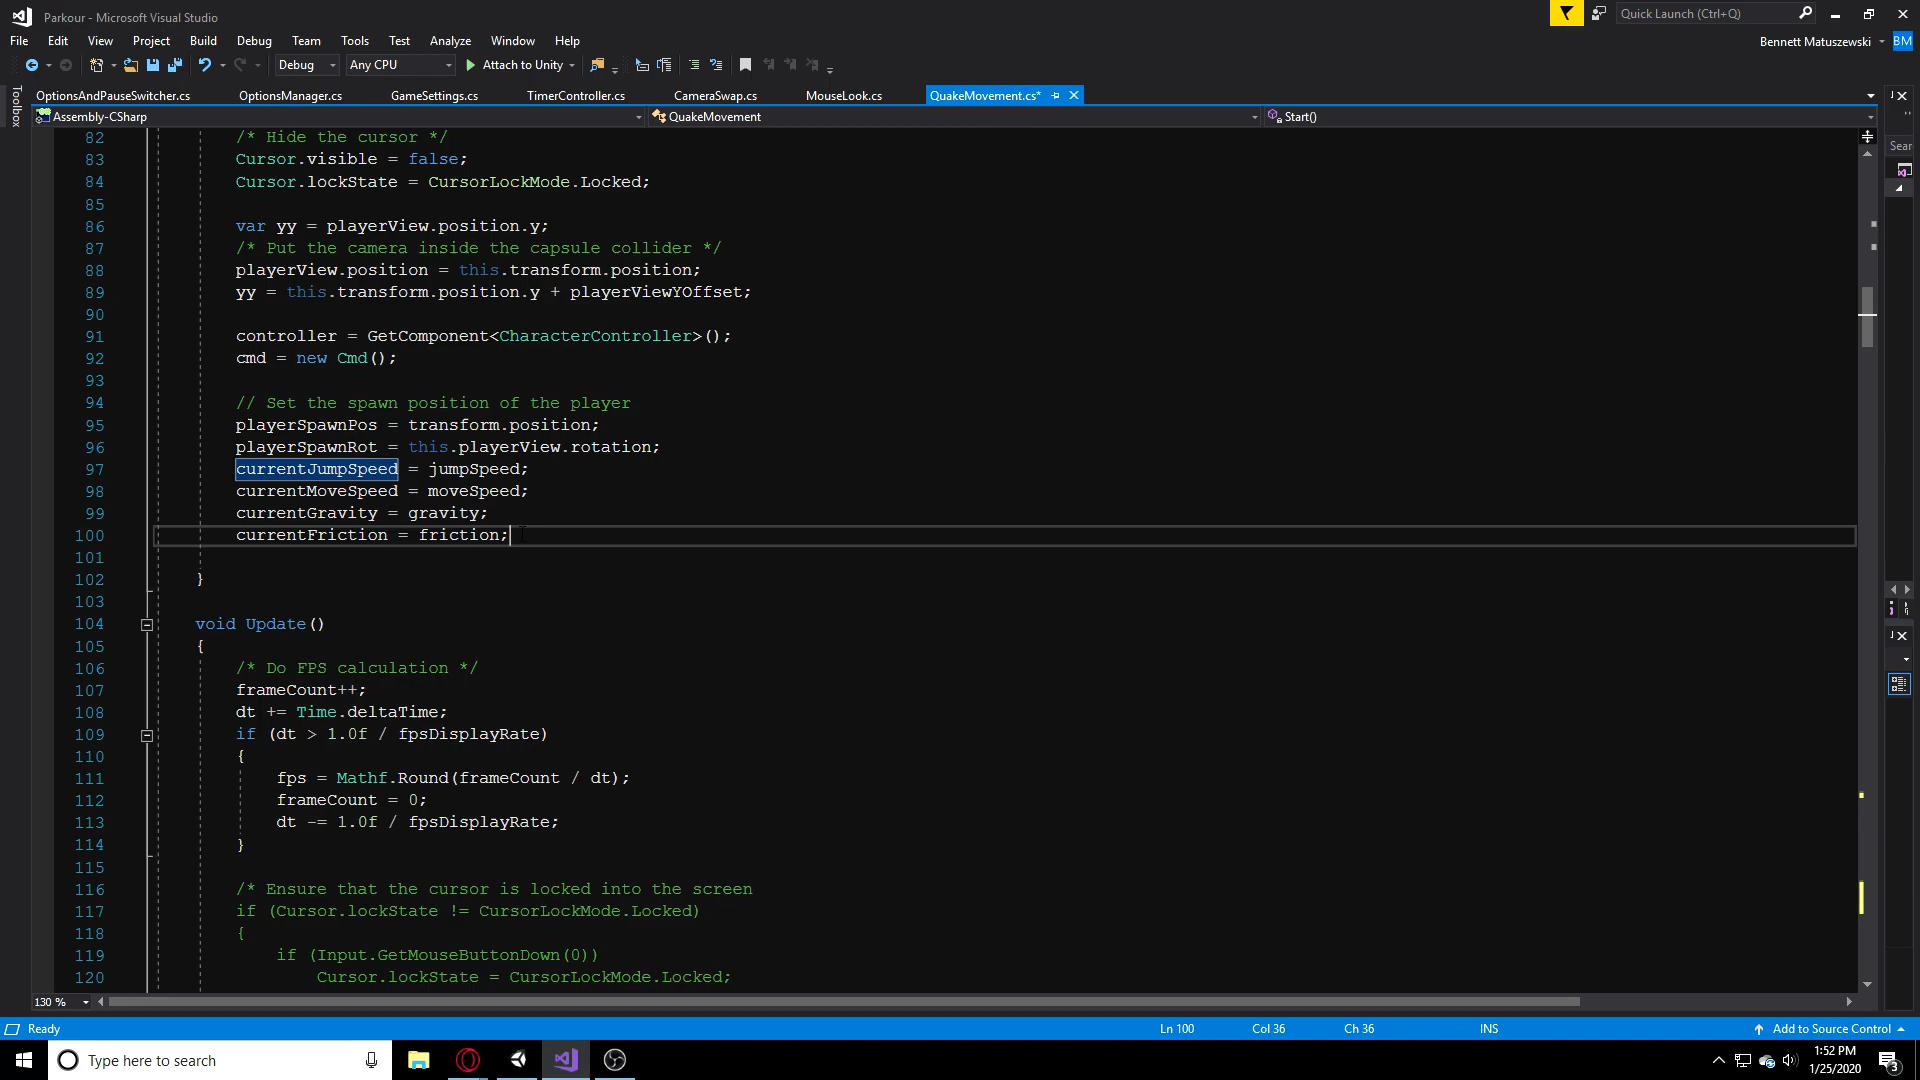 Parkour - Microsoft Visual Studio
Quick Launch (Ctrl+Q)
File Edit View Project Build Debug Team Tools Test Analyze Window Help
Bennett Matuszewski BM
Debug Any CPU Attach to Unity
Toolbox
OptionsAndPauseSwitcher.cs OptionsManager.cs GameSettings.cs TimerController.cs CameraSwap.cs MouseLook.cs QuakeMovement.cs*
Assembly-CSharp QuakeMovement Start()
Sear
82 /* Hide the cursor */
83 Cursor.visible = false;
84 Cursor.lockState = CursorLockMode.Locked;
85
86 var yy = playerView.position.y;
87 /* Put the camera inside the capsule collider */
88 playerView.position = this.transform.position;
89 yy = this.transform.position.y + playerViewYOffset;
90
91 controller = GetComponent<CharacterController>();
92 cmd = new Cmd();
93
94 // Set the spawn position of the player
95 playerSpawnPos = transform.position;
96 playerSpawnRot = this.playerView.rotation;
97 currentJumpSpeed = jumpSpeed;
98 currentMoveSpeed = moveSpeed;
99 currentGravity = gravity;
100 currentFriction = friction;
101
102 }
103
104 void Update()
105 {
106 /* Do FPS calculation */
107 frameCount++;
108 dt += Time.deltaTime;
109 if (dt > 1.0f / fpsDisplayRate)
110 {
111 fps = Mathf.Round(frameCount / dt);
112 frameCount = 0;
113 dt -= 1.0f / fpsDisplayRate;
114 }
115
116 /* Ensure that the cursor is locked into the screen
117 if (Cursor.lockState != CursorLockMode.Locked)
118 {
119 if (Input.GetMouseButtonDown(0))
120 Cursor.lockState = CursorLockMode.Locked;
130 %
Ready Ln 100 Col 36 Ch 36 INS Add to Source Control
Type here to search
1:52 PM
1/25/2020
3